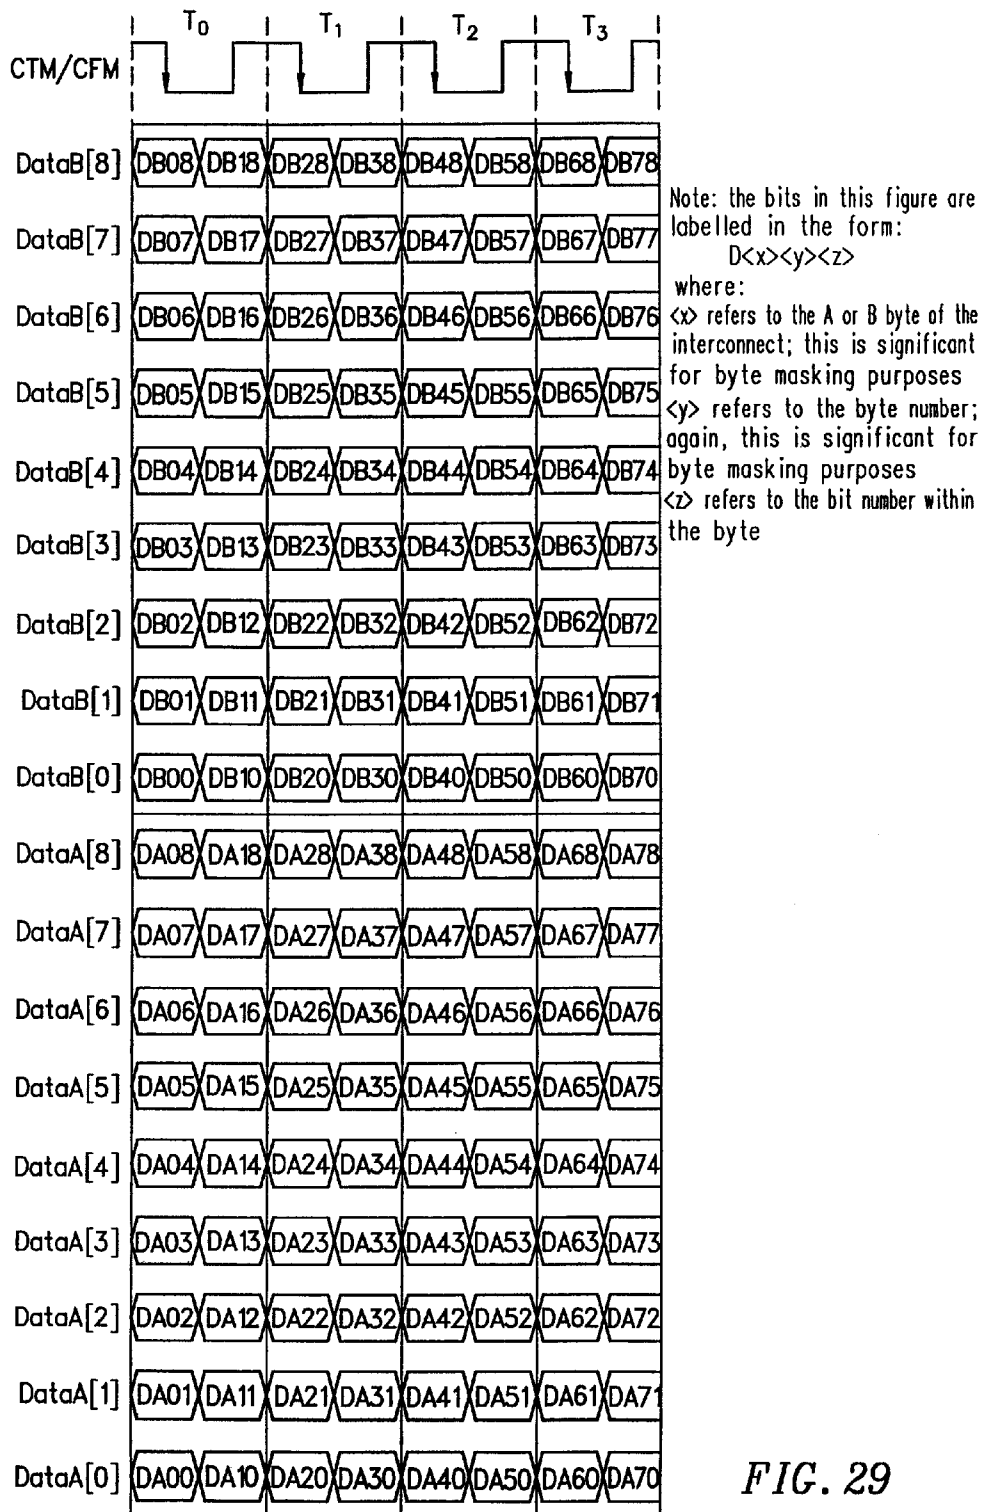 T0 T1 T2 T3
CTM/CFM
DataB[8] DB08 DB18 DB28 DB38 DB48 DB58 DB68 DB78
DataB[7] DB07 DB17 DB27 DB37 DB47 DB57 DB67 DB77
DataB[6] DB06 DB16 DB26 DB36 DB46 DB56 DB66 DB76
DataB[5] DB05 DB15 DB25 DB35 DB45 DB55 DB65 DB75
DataB[4] DB04 DB14 DB24 DB34 DB44 DB54 DB64 DB74
DataB[3] DB03 DB13 DB23 DB33 DB43 DB53 DB63 DB73
DataB[2] DB02 DB12 DB22 DB32 DB42 DB52 DB62 DB72
DataB[1] DB01 DB11 DB21 DB31 DB41 DB51 DB61 DB71
DataB[0] DB00 DB10 DB20 DB30 DB40 DB50 DB60 DB70
DataA[8] DA08 DA18 DA28 DA38 DA48 DA58 DA68 DA78
DataA[7] DA07 DA17 DA27 DA37 DA47 DA57 DA67 DA77
DataA[6] DA06 DA16 DA26 DA36 DA46 DA56 DA66 DA76
DataA[5] DA05 DA15 DA25 DA35 DA45 DA55 DA65 DA75
DataA[4] DA04 DA14 DA24 DA34 DA44 DA54 DA64 DA74
DataA[3] DA03 DA13 DA23 DA33 DA43 DA53 DA63 DA73
DataA[2] DA02 DA12 DA22 DA32 DA42 DA52 DA62 DA72
DataA[1] DA01 DA11 DA21 DA31 DA41 DA51 DA61 DA71
DataA[0] DA00 DA10 DA20 DA30 DA40 DA50 DA60 DA70
Note: the bits in this figure are
labelled in the form:
D<x><y><z>
where:
<x> refers to the A or B byte of the
interconnect; this is significant
for byte masking purposes
<y> refers to the byte number;
again, this is significant for
byte masking purposes
<z> refers to the bit number within
the byte
FIG. 29